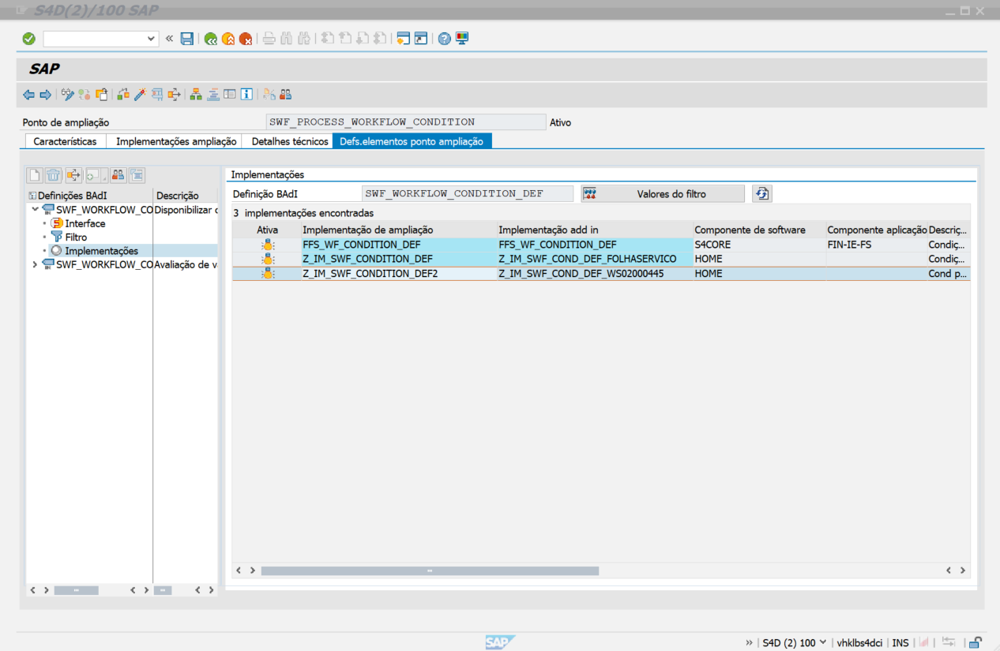 S4D(2)/100 SAP
SAP
Ponto de ampliação SWF_PROCESS_WORKFLOW_CONDITION Ativo
Características Implementações ampliação Detalhes técnicos Defs.elementos ponto ampliação
Implementações
Definições BAdI Descrição
Definição BAdI SWF_WORKFLOW_CONDITION_DEF Valores do filtro
SWF_WORKFLOW_CO Disponibilizar c
3 implementações encontradas
Interface
Ativa Implementação de ampliação Implementação add in Componente de software Componente aplicação Descriç...
Filtro
FFS_WF_CONDITION_DEF FFS_WF_CONDITION_DEF S4CORE FIN-IE-FS Condiç...
Implementações
Z_IM_SWF_CONDITION_DEF Z_IM_SWF_COND_DEF_FOLHASERVICO HOME Condiç...
SWF_WORKFLOW_CO Avaliação de v
Z_IM_SWF_CONDITION_DEF2 Z_IM_SWF_COND_DEF_WS02000445 HOME Cond p...
SAP
S4D (2) 100 vhklbs4dci INS